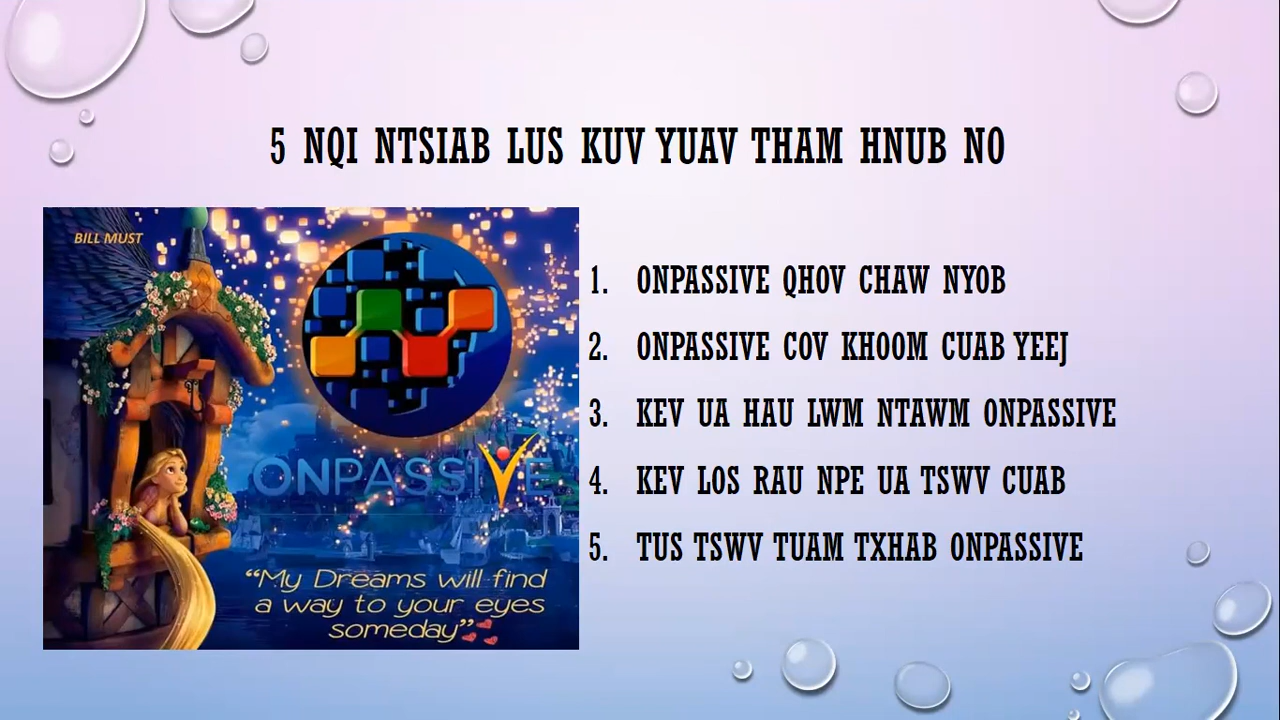 5 NQI NTSIAB LUS KUV YUAV THAM HNUB NO
BILL MUST
ONPASSIVE
“My Dreams will find
a way to your eyes
someday”
1. ONPASSIVE QHOV CHAW NYOB
2. ONPASSIVE COV KHOOM CUAB YEEJ
3. KEV UA HAU LWM NTAWM ONPASSIVE
4. KEV LOS RAU NPE UA TSWV CUAB
5. TUS TSWV TUAM TXHAB ONPASSIVE